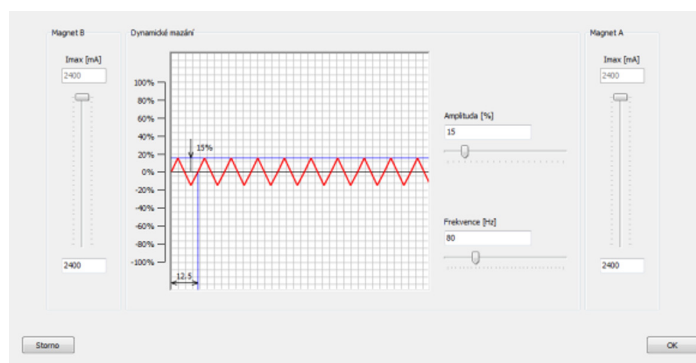 Magnet B
Imax [mA]
2400
2400
Dynamické mazání
100%
80%
60%
40%
20%
0%
-20%
-40%
-60%
-80%
-100%
15%
12.5
Amplituda [%]
15
Frekvence [Hz]
80
Magnet A
Imax [mA]
2400
2400
Storno
OK